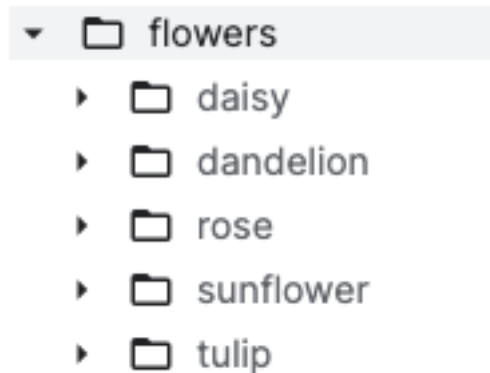 flowers
daisy
dandelion
rose
sunflower
tulip